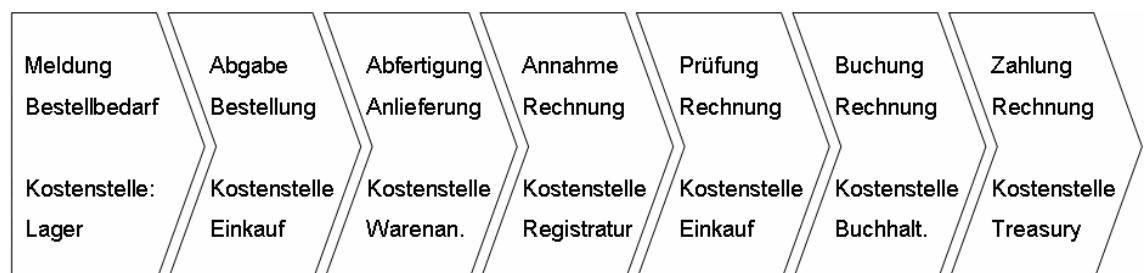 Meldung
Bestellbedarf
Kostenstelle:
Lager
Abgabe
Bestellung
Kostenstelle
Einkauf
Abfertigung
Anlieferung
Kostenstelle
Warenan.
Annahme
Rechnung
Kostenstelle
Registratur
Prüfung
Rechnung
Kostenstelle
Einkauf
Buchung
Rechnung
Kostenstelle
Buchhalt.
Zahlung
Rechnung
Kostenstelle
Treasury